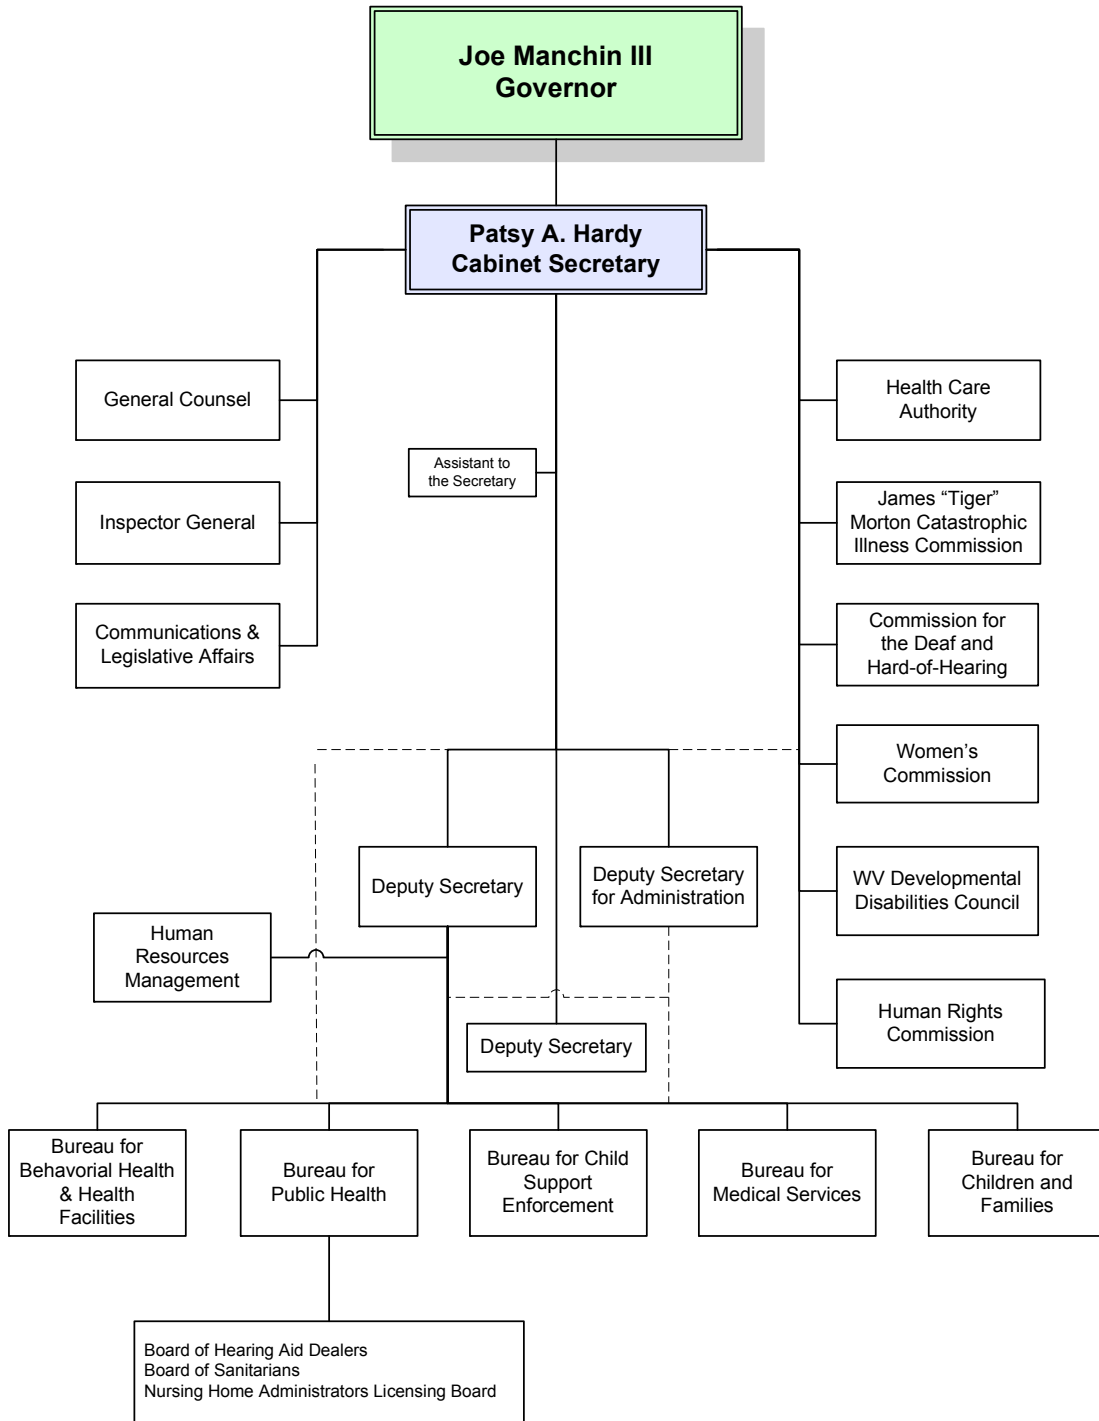 Joe Manchin III
Governor
Patsy A. Hardy
Cabinet Secretary
General Counsel
Health Care
Authority
Assistant to
the Secretary
Inspector General
James “Tiger”
Morton Catastrophic
Illness Commission
Communications &
Legislative Affairs
Commission for
the Deaf and
Hard-of-Hearing
Women’s
Commission
Deputy Secretary
Deputy Secretary
for Administration
WV Developmental
Disabilities Council
Human
Resources
Management
Deputy Secretary
Human Rights
Commission
Bureau for
Behavorial Health
& Health
Facilities
Bureau for
Public Health
Bureau for Child
Support
Enforcement
Bureau for
Medical Services
Bureau for
Children and
Families
Board of Hearing Aid Dealers
Board of Sanitarians
Nursing Home Administrators Licensing Board